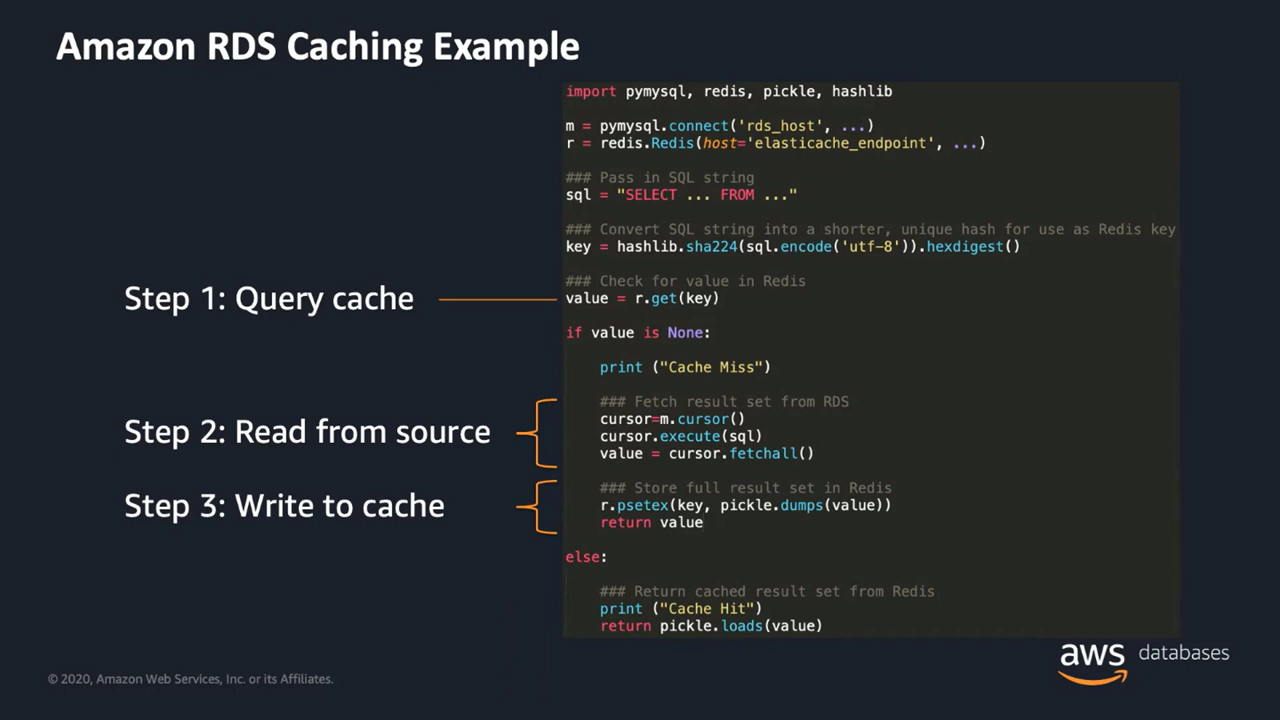 Amazon RDS Caching Example
import pymysql, redis, pickle, hashlib
m = pymysql.connect('rds_host', ...)
r = redis.Redis(host='elasticache_endpoint', ...)
### Pass in SQL string
sql = "SELECT ... FROM ..."
### Convert SQL string into a shorter, unique hash for use as Redis key
key = hashlib.sha224(sql.encode('utf-8')).hexdigest()
### Check for value in Redis
Step 1: Query cache
value = r.get(key)
if value is None:
print ("Cache Miss")
### Fetch result set from RDS
cursor=m.cursor()
Step 2: Read from source
cursor.execute(sql)
value = cursor.fetchall()
### Store full result set in Redis
Step 3: Write to cache
r.psetex(key, pickle.dumps(value))
return value
else:
### Return cached result set from Redis
print ("Cache Hit")
return pickle.loads(value)
aws databases
© 2020, Amazon Web Services, Inc. or its Affiliates.